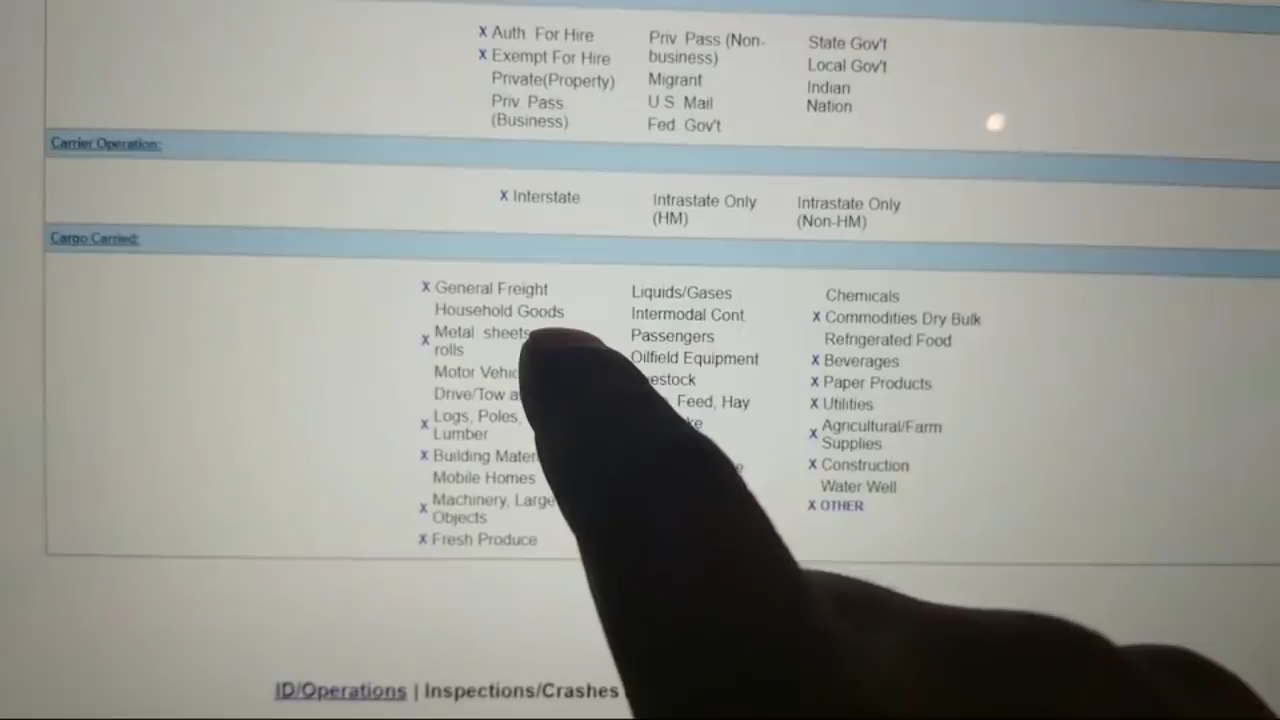 X Auth For Hire
X Exempt For Hire
Private(Property)
Priv. Pass.
(Business)
Priv. Pass (Non-
business)
Migrant
U.S. Mail
Fed. Gov't
State Gov't
Local Gov't
Indian
Nation
Carrier Operation:
X Interstate
Intrastate Only
(HM)
Intrastate Only
(Non-HM)
Cargo Carried:
X General Freight
Household Goods
X Metal sheets
rolls
Motor
Drive/Tow
X Logs, Poles,
Lumber
X Building
Mobile Homes
X Machinery, Large
Objects
X Fresh Produce
Liquids/Gases
Intermodal Cont.
Passengers
Oilfield Equipment
Feed, Hay
Chemicals
X Commodities Dry Bulk
Refrigerated Food
X Beverages
X Paper Products
X Utilities
X Agricultural/Farm
Supplies
X Construction
Water Well
X OTHER
ID/Operations | Inspections/Crashes